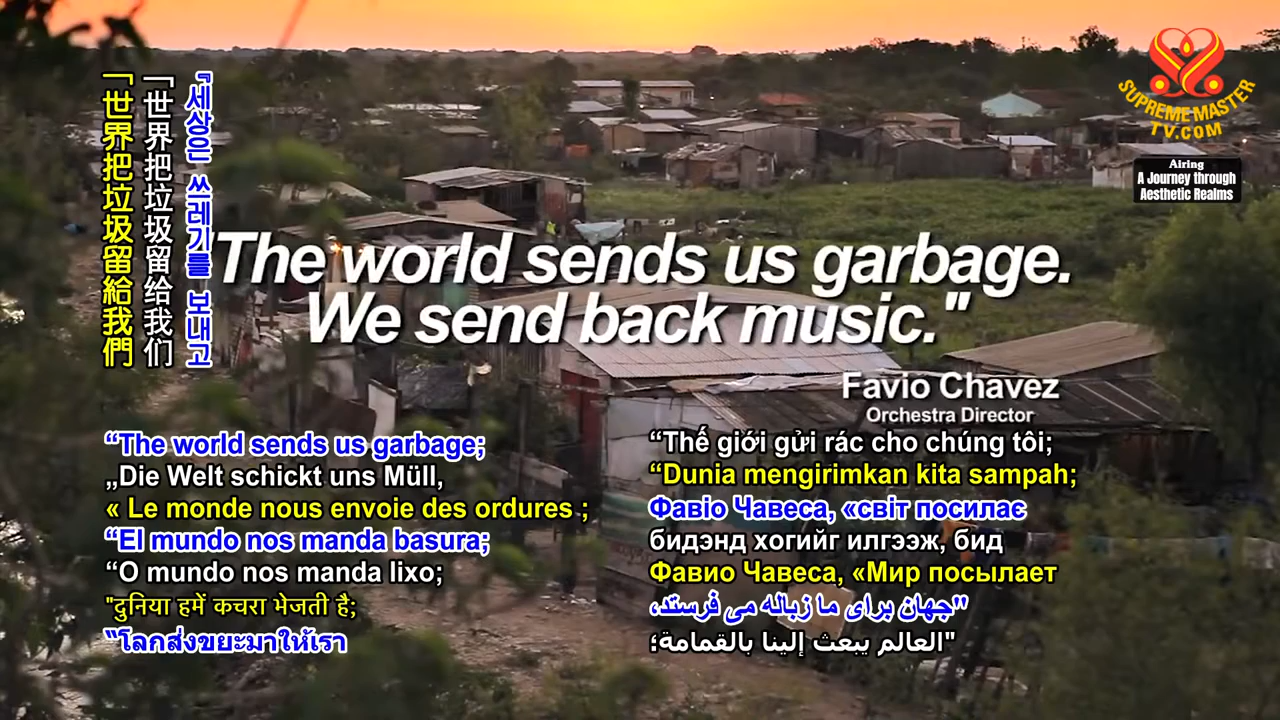 SUPREME MASTER
TV.COM
Airing
A Journey through
Aesthetic Realms
「世界把垃圾留給我們
「世界把垃圾留给我们
『세상은 쓰레기를 보내고
"The world sends us garbage.
We send back music."
Favio Chavez
Orchestra Director
“The world sends us garbage;
„Die Welt schickt uns Müll,
« Le monde nous envoie des ordures ;
“El mundo nos manda basura;
“O mundo nos manda lixo;
"दुनिया हमें कचरा भेजती है;
“โลกส่งขยะมาให้เรา
“Thế giới gửi rác cho chúng tôi;
“Dunia mengirimkan kita sampah;
Фавіо Чавеса, «світ посилає
бидэнд хогийг илгээж, бид
Фавио Чавеса, «Мир посылает
”جهان برای ما زباله می فرستد،
"العالم يبعث إلينا بالقمامة؛